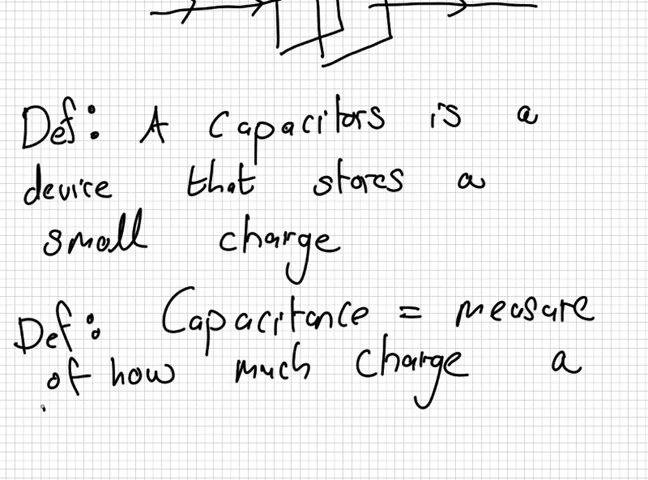 Def: A Capacitors is a
device that stores a
small charge
Def: Capacitance = measure
of how much charge a